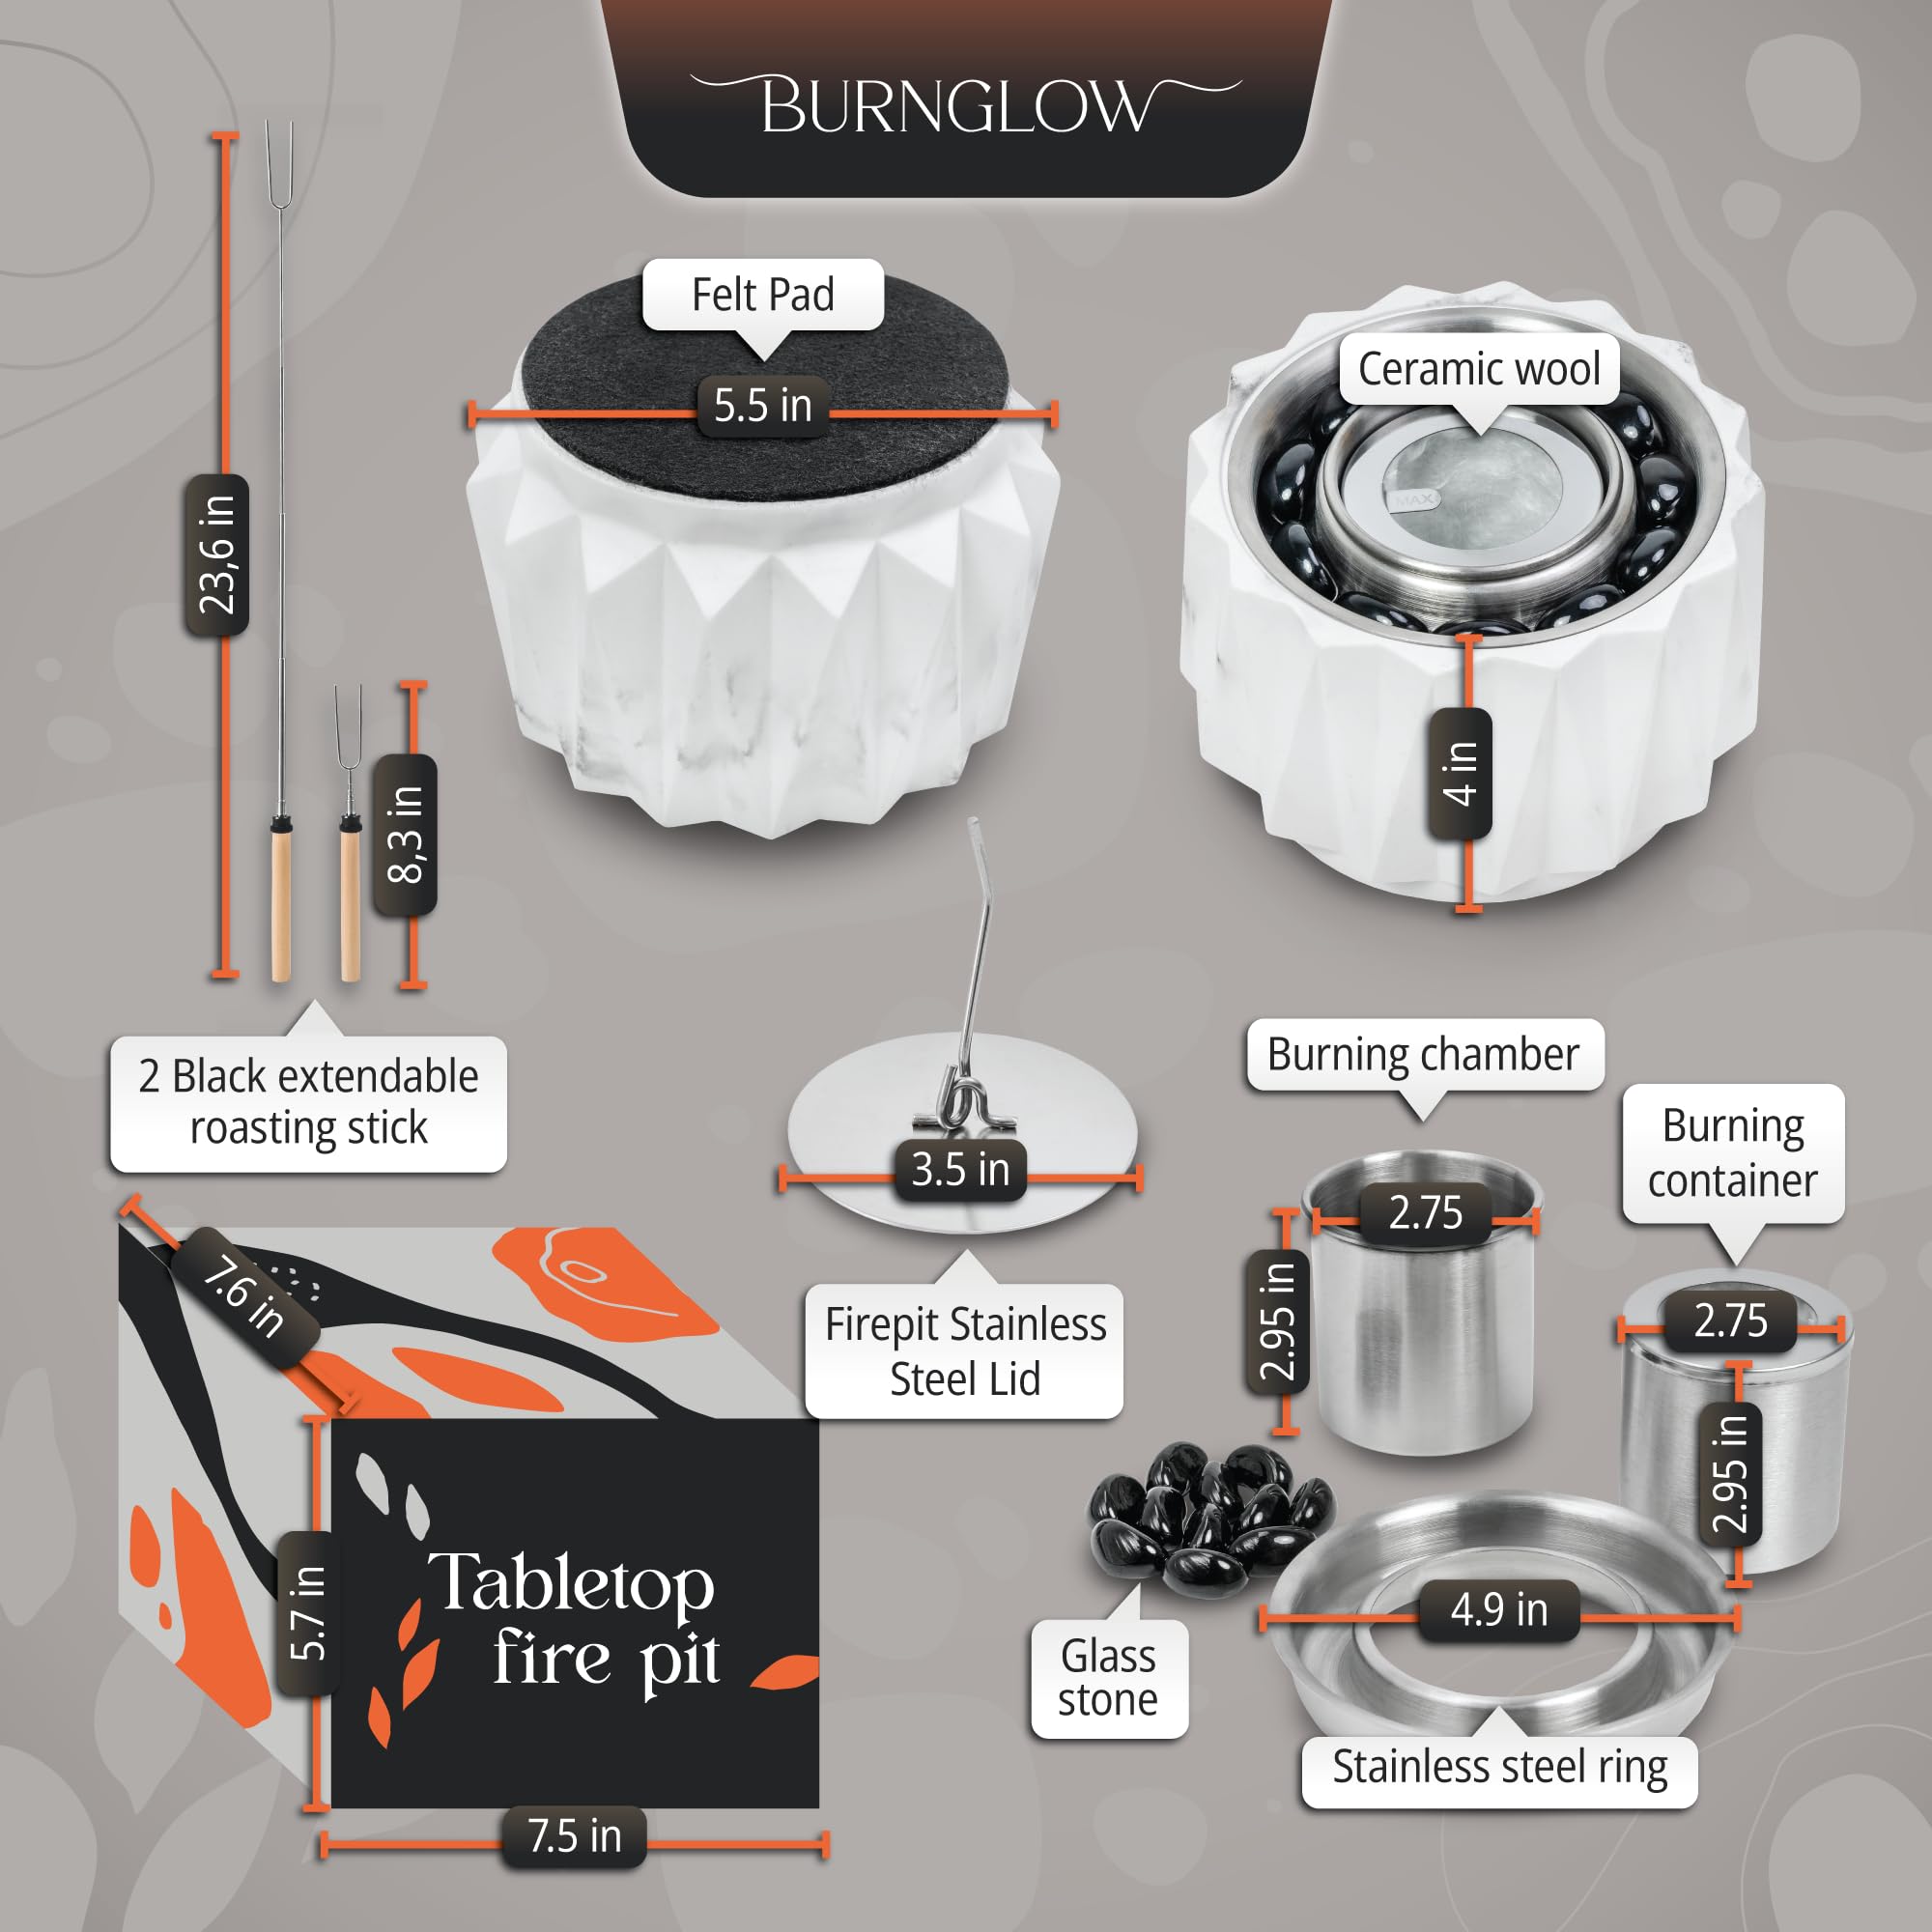 BURNGLOW
Felt Pad
5.5 in
Ceramic wool
MAX
4 in
23,6 in
8,3 in
2 Black extendable
roasting stick
3.5 in
Firepit Stainless
Steel Lid
Burning chamber
2.75
2.95 in
Burning
container
2.75
2.95 in
7.6 in
5.7 in
Tabletop
fire pit
7.5 in
Glass
stone
4.9 in
Stainless steel ring